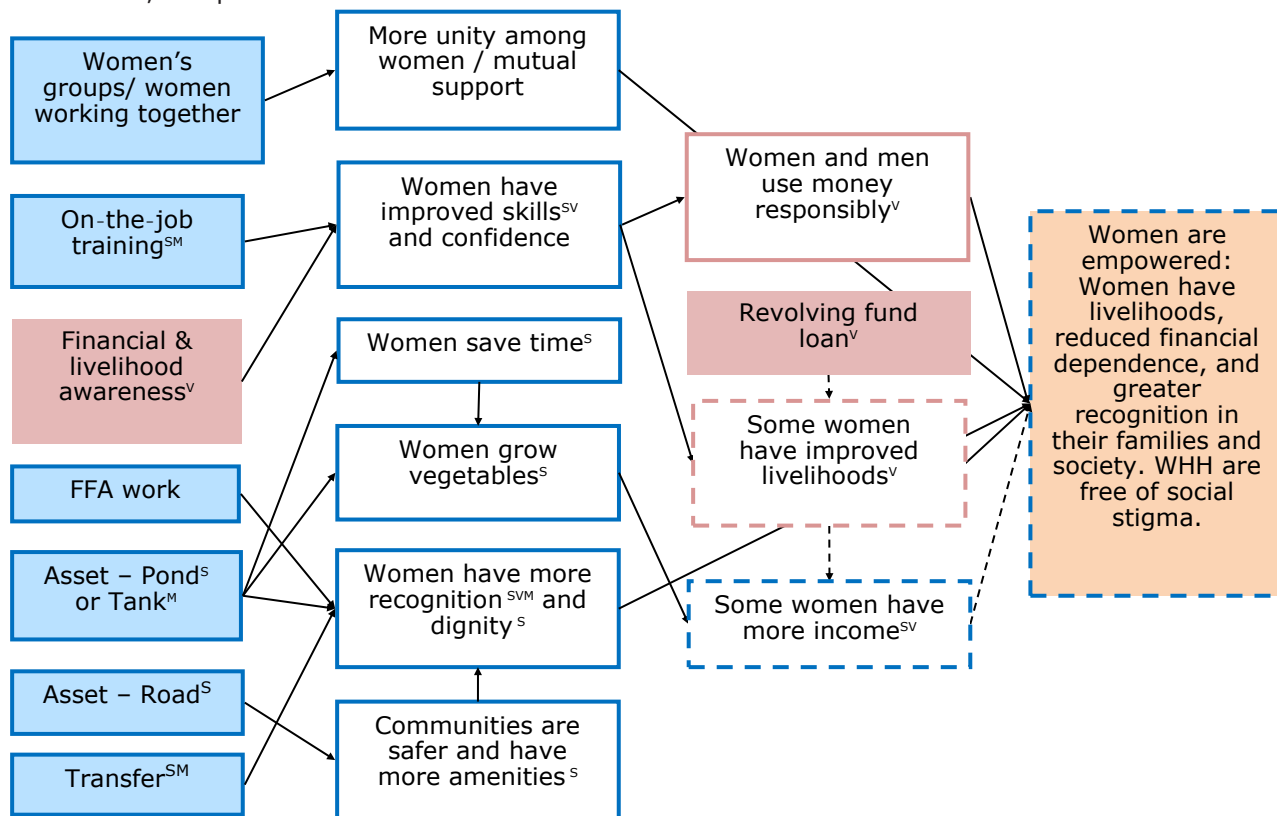 Women's
groups/ women
working together
On-the-job
trainingSM
Financial &
livelihood
awarenessV
FFA work
Asset – PondS
or TankM
Asset – RoadS
TransferSM
More unity among
women / mutual
support
Women have
improved skillsSV
and confidence
Women save timeS
Women grow
vegetablesS
Women have more
recognition SVM and
dignity S
Communities are
safer and have
more amenities S
Women and men
use money
responsiblyV
Revolving fund
loanV
Some women
have improved
livelihoodsV
Some women have
more incomeSV
Women are
empowered:
Women have
livelihoods,
reduced financial
dependence, and
greater
recognition in
their families and
society. WHH are
free of social
stigma.